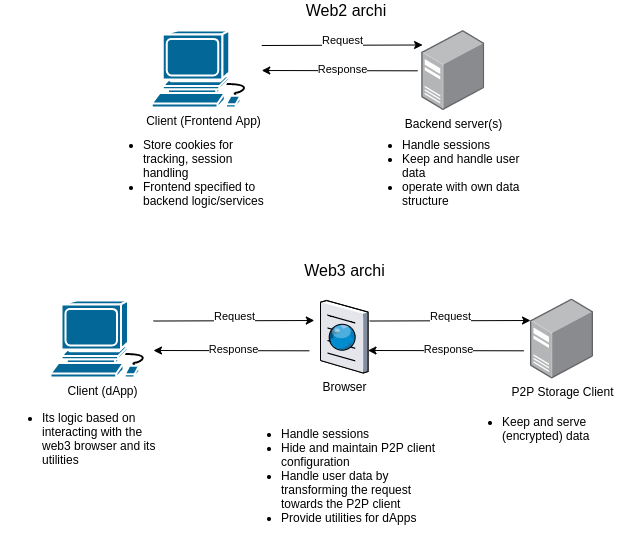 Web2 archi
Request
Response
Client (Frontend App)
Backend server(s)
• Store cookies for
tracking, session
handling
• Frontend specified to
backend logic/services
• Handle sessions
• Keep and handle user
data
• operate with own data
structure
Web3 archi
Request
Response
Request
Response
Client (dApp)
Browser
P2P Storage Client
• Its logic based on
interacting with the
web3 browser and its
utilities
• Handle sessions
• Hide and maintain P2P client
configuration
• Handle user data by
transforming the request
towards the P2P client
• Provide utilities for dApps
• Keep and serve
(encrypted) data